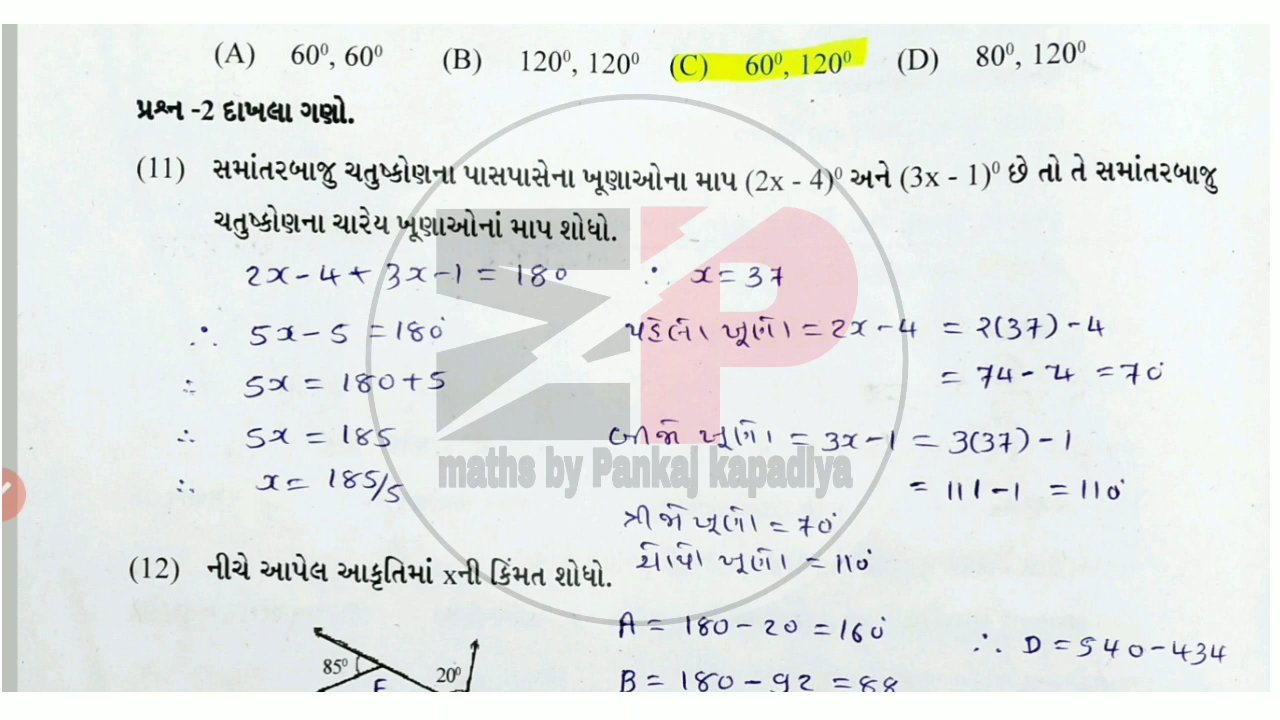 (A) 60⁰, 60⁰ (B) 120⁰, 120⁰ (C) 60⁰, 120⁰ (D) 80⁰, 120⁰
પ્રશ્ન -2 દાખલા ગણો.
(11) સમાંતરબાજુ ચતુષ્કોણના પાસપાસેના ખૂણાઓના માપ (2x - 4)⁰ અને (3x - 1)⁰ છે તો તે સમાંતરબાજુ
ચતુષ્કોણના ચારેય ખૂણાઓનાં માપ શોધો.
2x - 4 + 3x - 1 = 180
∴ 5x - 5 = 180°
∴ 5x = 180 + 5
∴ 5x = 185
∴ x = 185/5
∴ x = 37
પહેલો ખૂણો = 2x - 4 = 2(37) - 4
= 74 - 4 = 70°
બીજો ખૂણો = 3x - 1 = 3(37) - 1
= 111 - 1 = 110°
ત્રીજો ખૂણો = 70°
ચોથો ખૂણો = 110°
maths by Pankaj kapadiya
(12) નીચે આપેલ આકૃતિમાં xની કિંમત શોધો.
A = 180 - 20 = 160°
∴ D = 540 - 434
B = 180 - 92 = 88
85⁰
E
20⁰